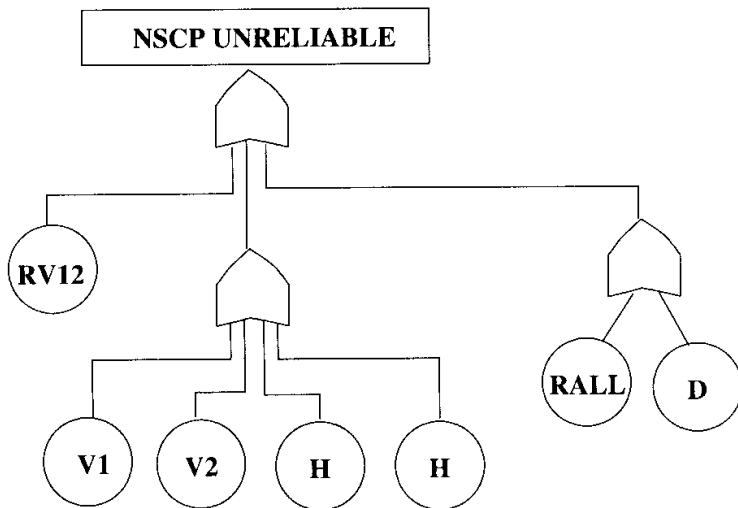 NSCP UNRELIABLE
RV12
RALL
D
V1
V2
H
H